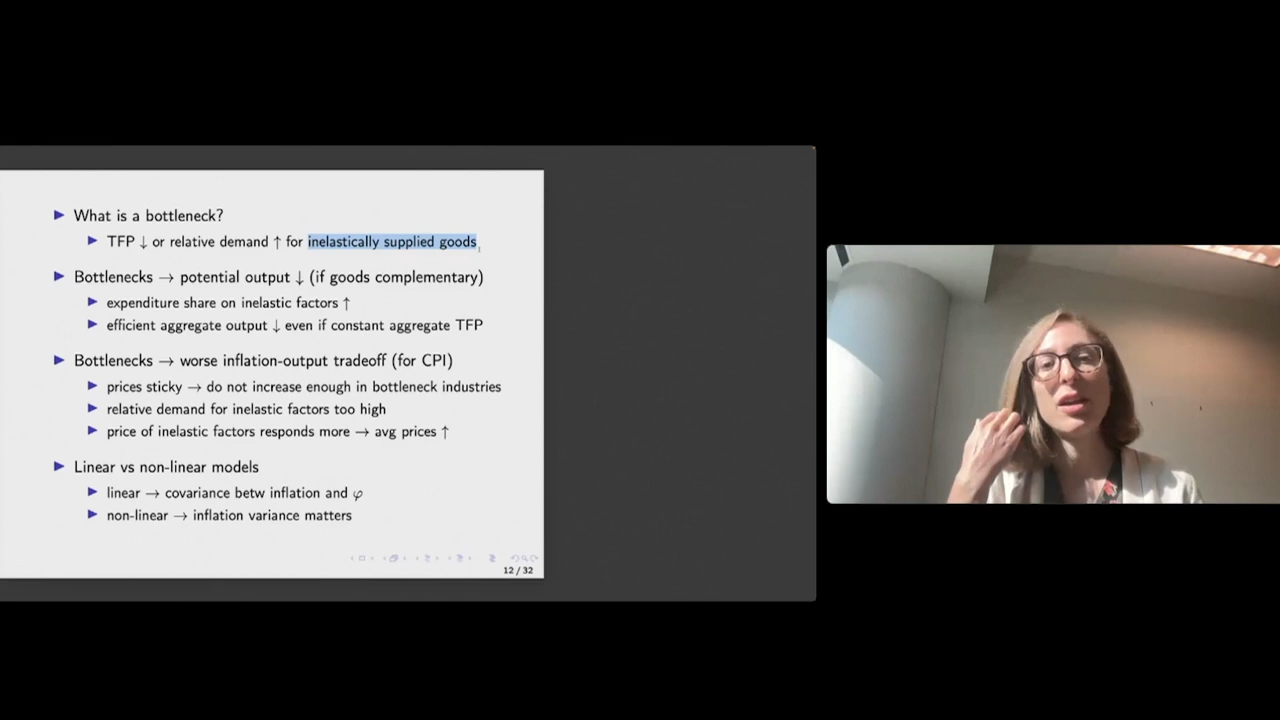 What is a bottleneck?
TFP ↓ or relative demand ↑ for inelastically supplied goods
Bottlenecks → potential output ↓ (if goods complementary)
expenditure share on inelastic factors ↑
efficient aggregate output ↓ even if constant aggregate TFP
Bottlenecks → worse inflation-output tradeoff (for CPI)
prices sticky → do not increase enough in bottleneck industries
relative demand for inelastic factors too high
price of inelastic factors responds more → avg prices ↑
Linear vs non-linear models
linear → covariance betw inflation and φ
non-linear → inflation variance matters
12 / 32